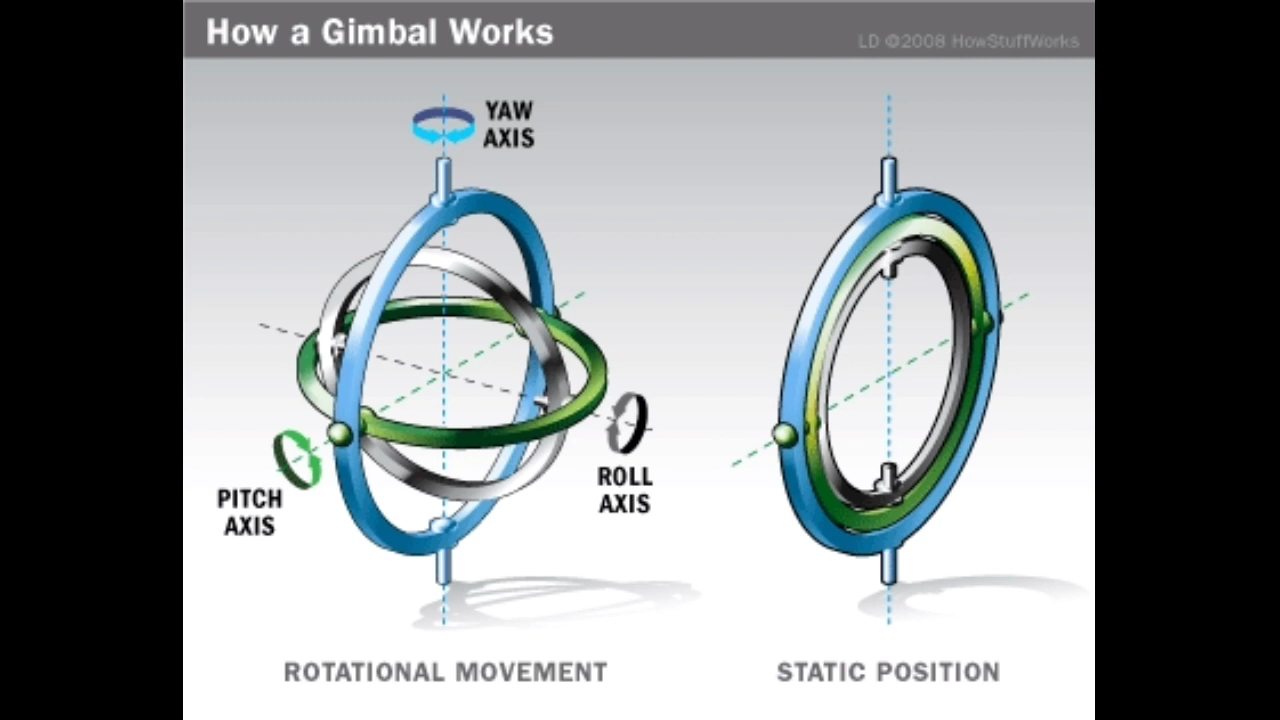 How a Gimbal Works
LD ©2008 HowStuffWorks
YAW
AXIS
PITCH
AXIS
ROLL
AXIS
ROTATIONAL MOVEMENT
STATIC POSITION